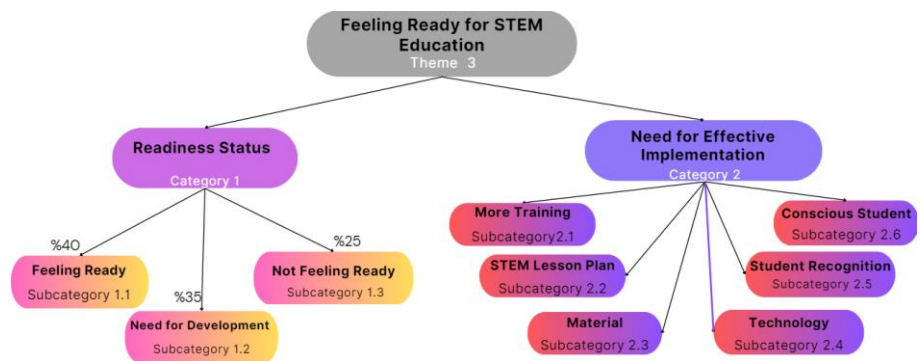 Feeling Ready for STEM
Education
Theme 3
Readiness Status
Category 1
Need for Effective
Implementation
Category 2
%40
Feeling Ready
Subcategory 1.1
%35
Need for Development
Subcategory 1.2
%25
Not Feeling Ready
Subcategory 1.3
More Training
Subcategory2.1
STEM Lesson Plan
Subcategory 2.2
Material
Subcategory 2.3
Technology
Subcategory 2.4
Student Recognition
Subcategory 2.5
Conscious Student
Subcategory 2.6